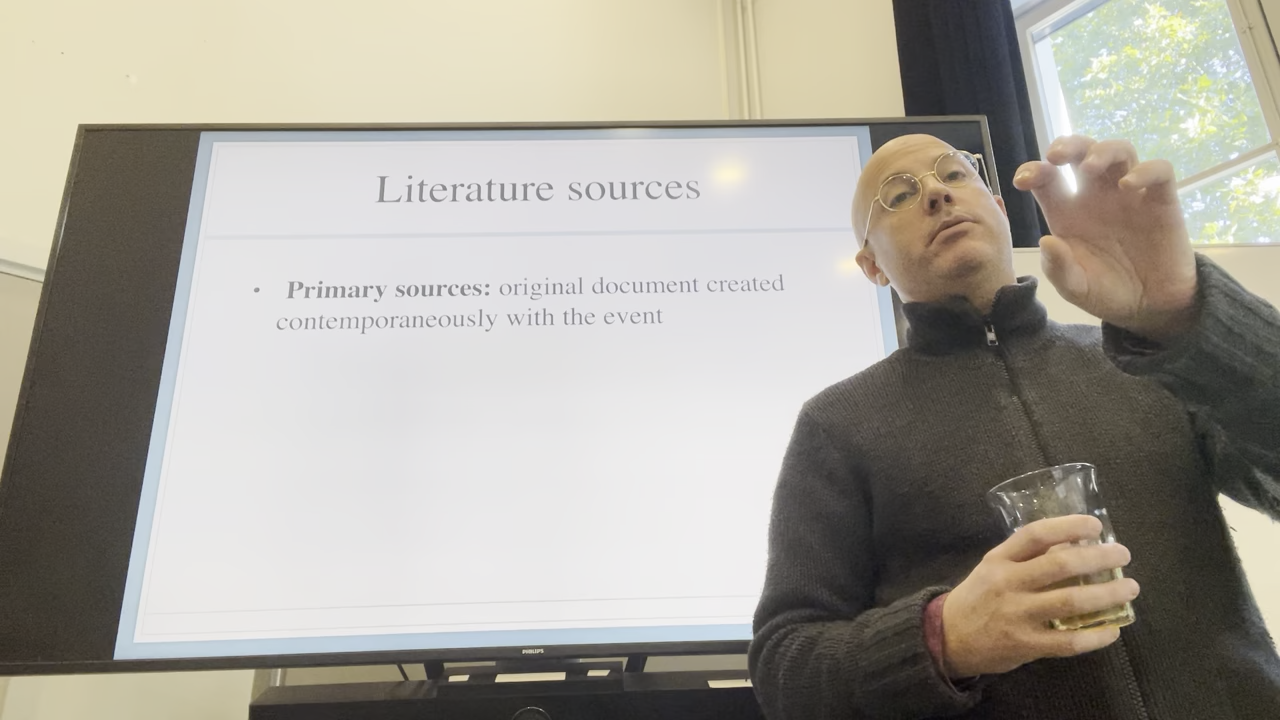 Literature sources
• Primary sources: original document created
contemporaneously with the event
PHILIPS